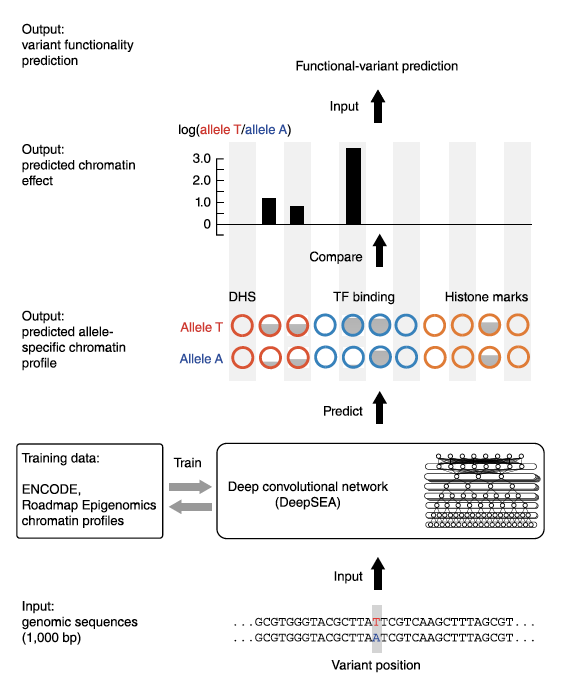 Output:
variant functionality
prediction
Functional-variant prediction
Input
log(allele T/allele A)
Output:
predicted chromatin
effect
3.0
2.0
1.0
0
Compare
DHS
TF binding
Histone marks
Output:
predicted allele-
specific chromatin
profile
Allele T
Allele A
Predict
Training data:
ENCODE,
Roadmap Epigenomics
chromatin profiles
Train
Deep convolutional network
(DeepSEA)
Input
Input:
genomic sequences
(1,000 bp)
...GCGTGGGTACGCTTATTCGTCAAGCTTTAGCGT...
...GCGTGGGTACGCTTAATCGTCAAGCTTTAGCGT...
Variant position